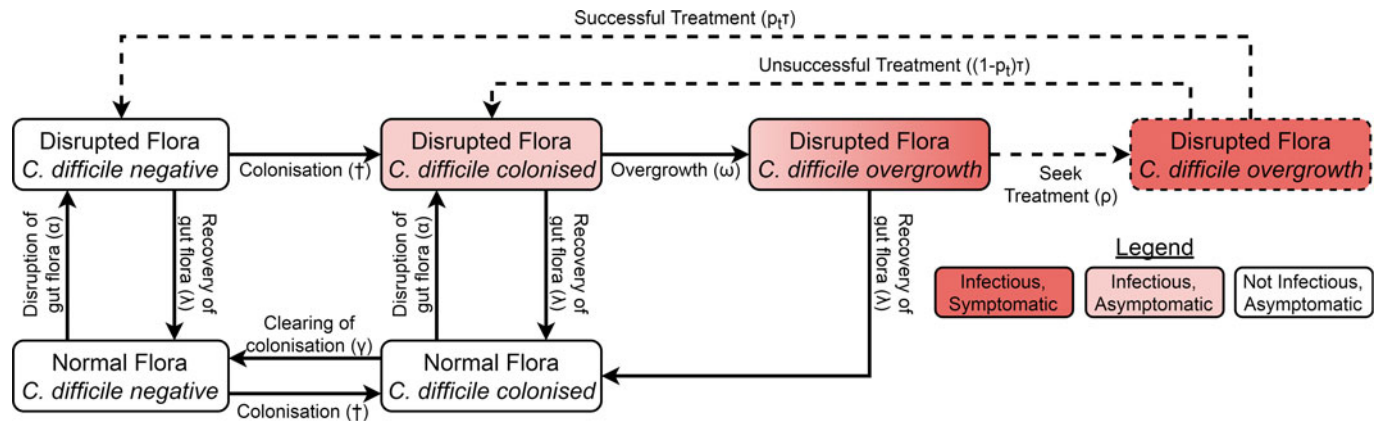 Successful Treatment (pₜτ)
Unsuccessful Treatment ((1-pₜ)τ)
Disrupted Flora
C. difficile negative
Colonisation (†)
Disrupted Flora
C. difficile colonised
Overgrowth (ω)
Disrupted Flora
C. difficile overgrowth
Seek
Treatment (ρ)
Disrupted Flora
C. difficile overgrowth
Disruption of
gut flora (α)
Recovery of
gut flora (λ)
Disruption of
gut flora (α)
Recovery of
gut flora (λ)
Recovery of
gut flora (λ)
Legend
Infectious,
Symptomatic
Infectious,
Asymptomatic
Not Infectious,
Asymptomatic
Clearing of
colonisation (γ)
Normal Flora
C. difficile negative
Colonisation (†)
Normal Flora
C. difficile colonised